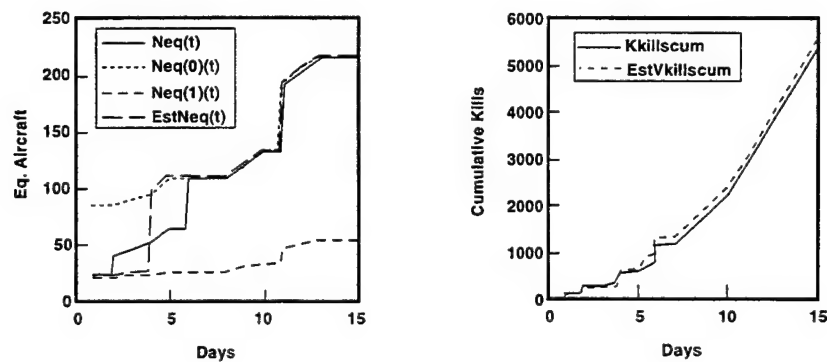 250
200
150
100
50
0
Eq. Aircraft
Neq(t)
Neq(0)(t)
Neq(1)(t)
EstNeq(t)
0
5
10
15
Days
6000
5000
4000
3000
2000
1000
0
Cumulative Kills
Kkillscum
EstVkillscum
0
5
10
15
Days